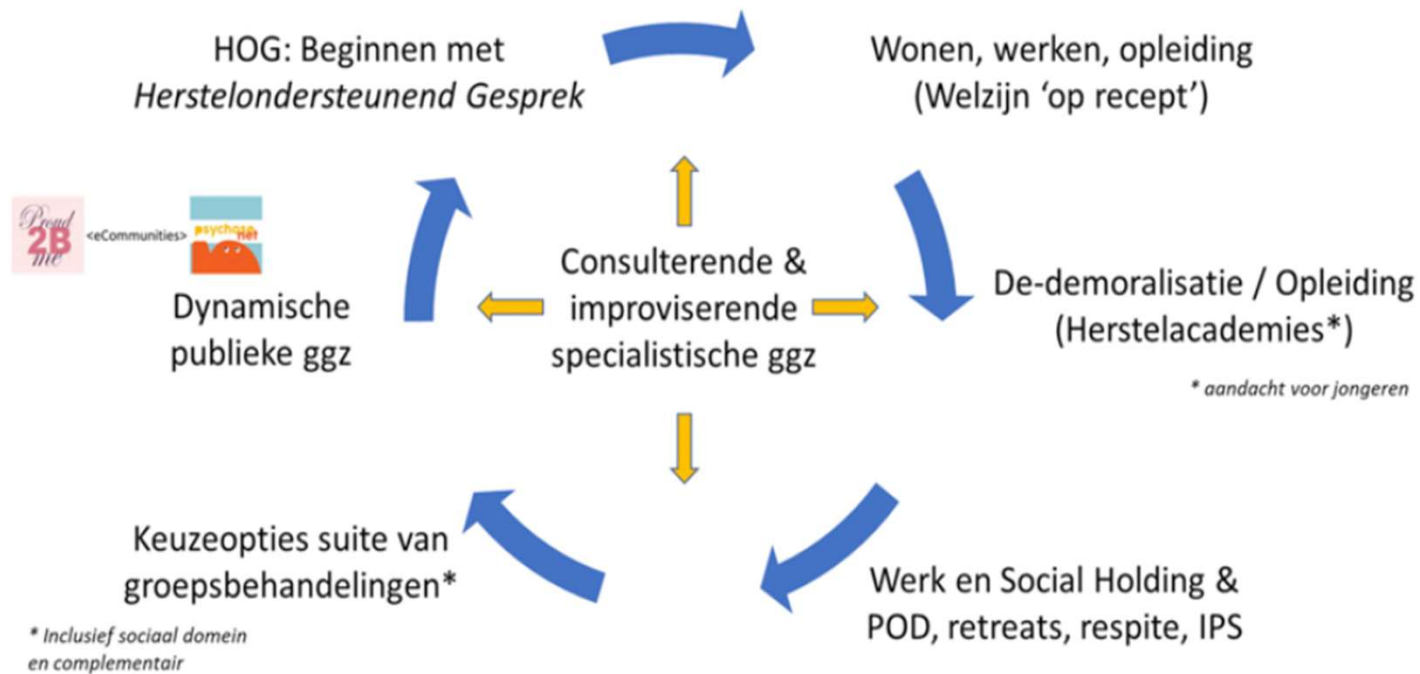 HOG: Beginnen met
Herstelondersteunend Gesprek
Wonen, werken, opleiding
(Welzijn ‘op recept’)
Proud
2B
me
<eCommunities>
psychosenet
Dynamische
publieke ggz
Consulterende &
improviserende
specialistische ggz
De-demoralisatie / Opleiding
(Herstelacademies*)
* aandacht voor jongeren
Keuzeopties suite van
groepsbehandelingen*
* Inclusief sociaal domein
en complementair
Werk en Social Holding &
POD, retreats, respite, IPS